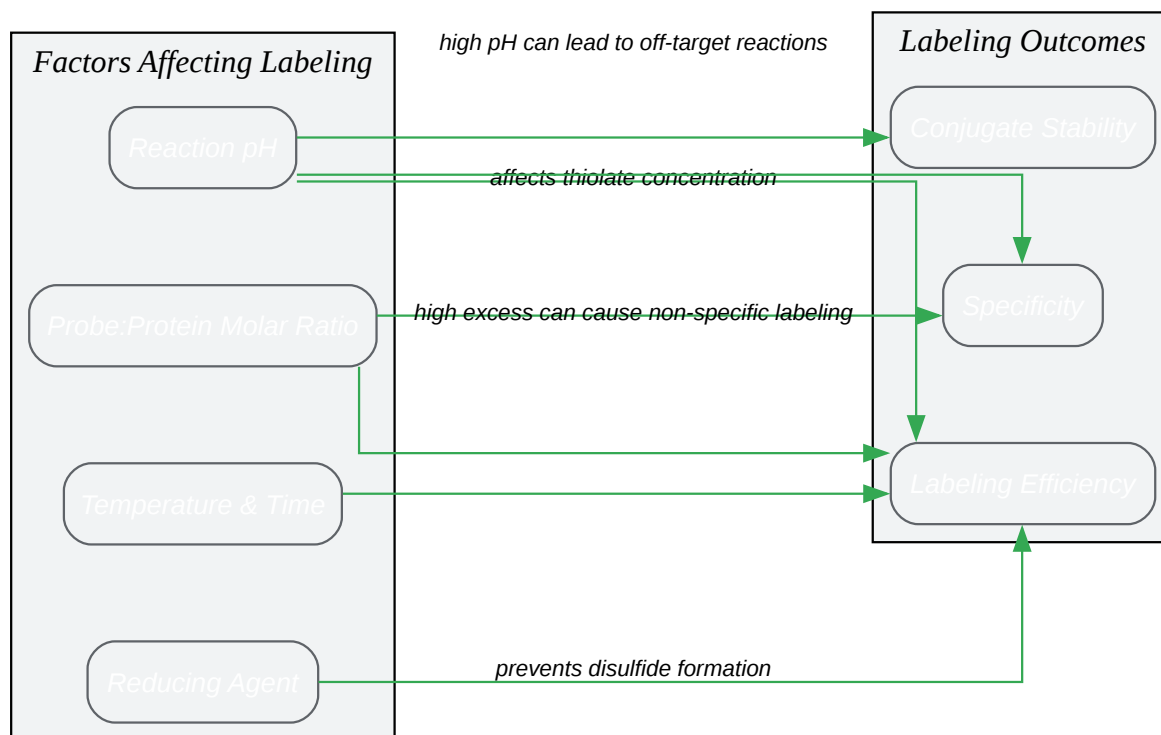 high pH can lead to off-target reactions
Labeling Outcomes
Factors Affecting Labeling
Reaction pH
Conjugate Stability
affects thiolate concentration
Probe:Protein Molar Ratio
high excess can cause non-specific labeling
Specificity
Temperature & Time
Labeling Efficiency
Reducing Agent
prevents disulfide formation